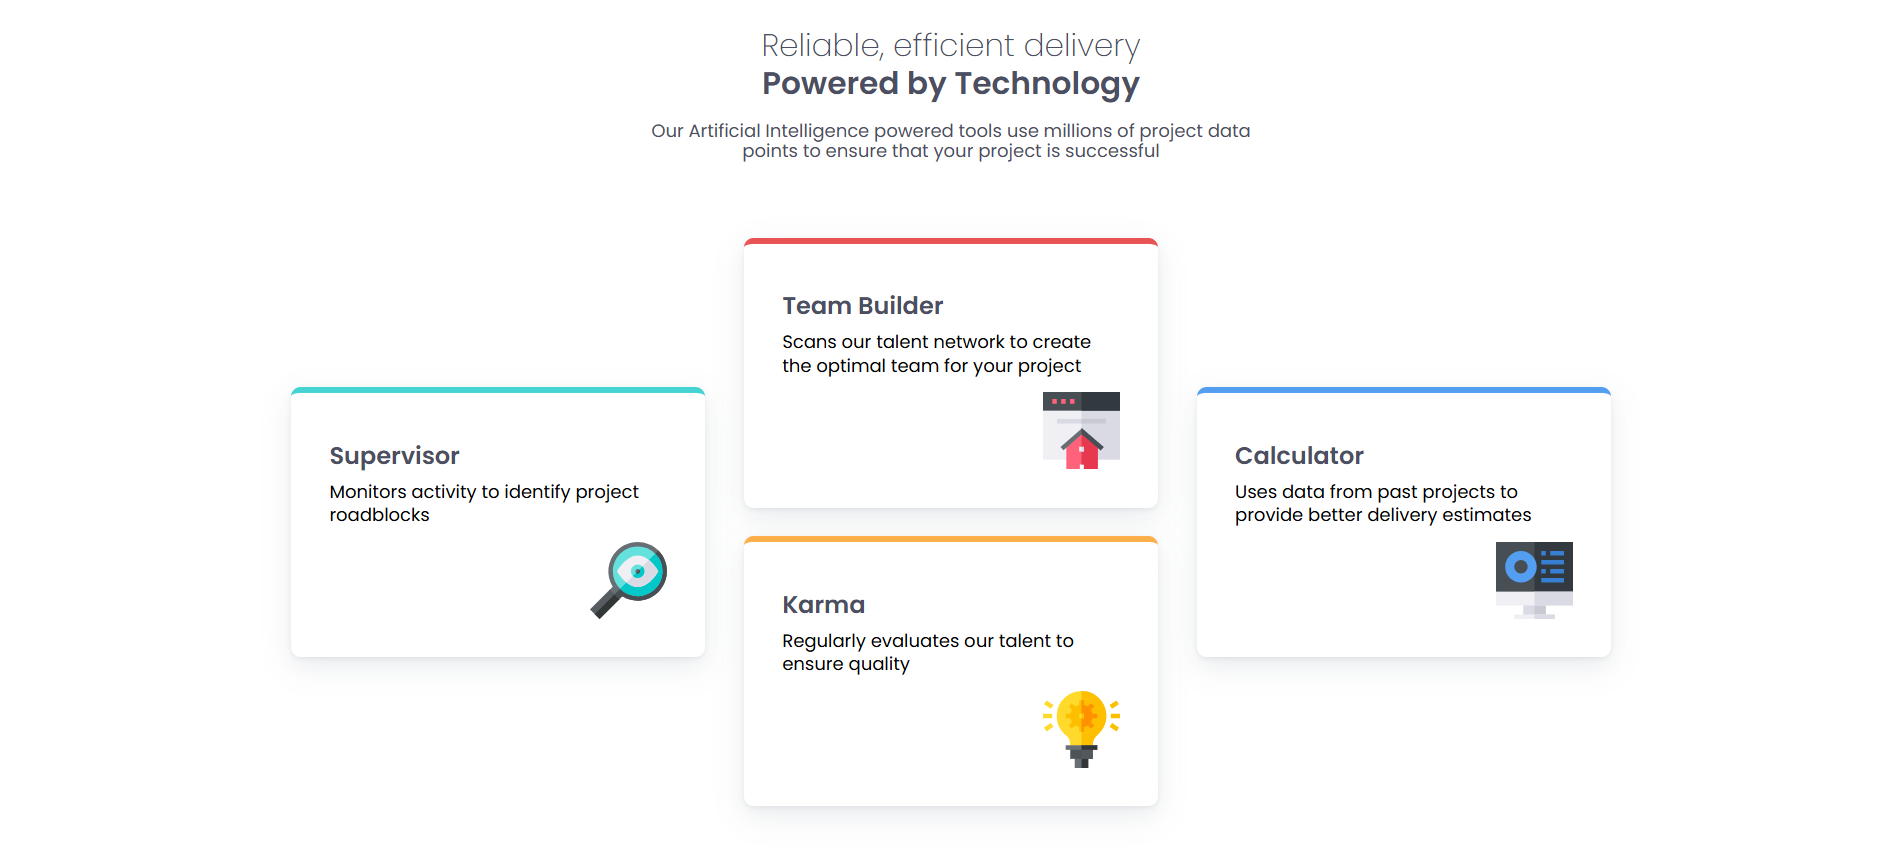 Reliable, efficient delivery
Powered by Technology
Our Artificial Intelligence powered tools use millions of project data
points to ensure that your project is successful
Team Builder
Scans our talent network to create
the optimal team for your project
Supervisor
Monitors activity to identify project
roadblocks
Calculator
Uses data from past projects to
provide better delivery estimates
Karma
Regularly evaluates our talent to
ensure quality